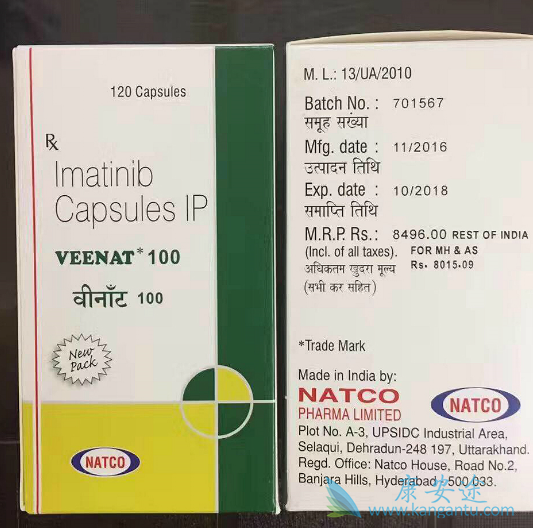 120 Capsules
Rx
Imatinib
Capsules IP
VEENAT* 100
वीनॉट 100
New
Pack
NATCO
M. L.: 13/UA/2010
Batch No. : 701567
समूह संख्या
Mfg. date : 11/2016
उत्पादन तिथि
Exp. date : 10/2018
समाप्ति तिथि
M.R.P. Rs.: 8496.00 REST OF INDIA
(Incl. of all taxes). FOR MH & AS
अधिकतम खुदरा मूल्य Rs. 8015.09
(सभी कर सहित)
*Trade Mark
Made in India by:
NATCO
PHARMA LIMITED
NATCO
Plot No. A-3, UPSIDC Industrial Area,
Selaqui, Dehradun-248 197, Uttarakhand.
Regd. Office: Natco House, Road No.2,
Banjara Hills, Hyderabad 500 033.
康安途
www.kangantu.com